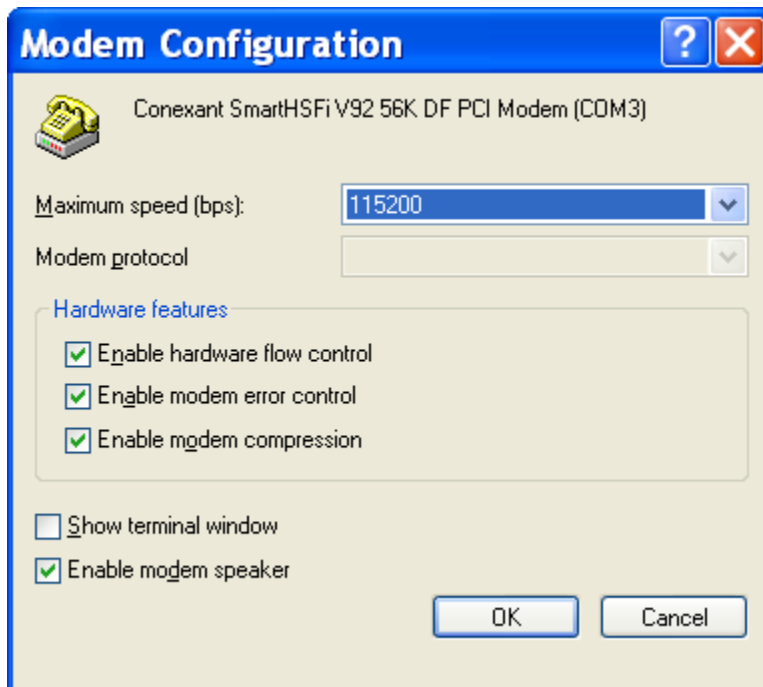 Modem Configuration
?
Conexant SmartHSFi V92 56K DF PCI Modem (COM3)
Maximum speed (bps):
115200
Modem protocol
Hardware features
Enable hardware flow control
Enable modem error control
Enable modem compression
Show terminal window
Enable modem speaker
OK
Cancel